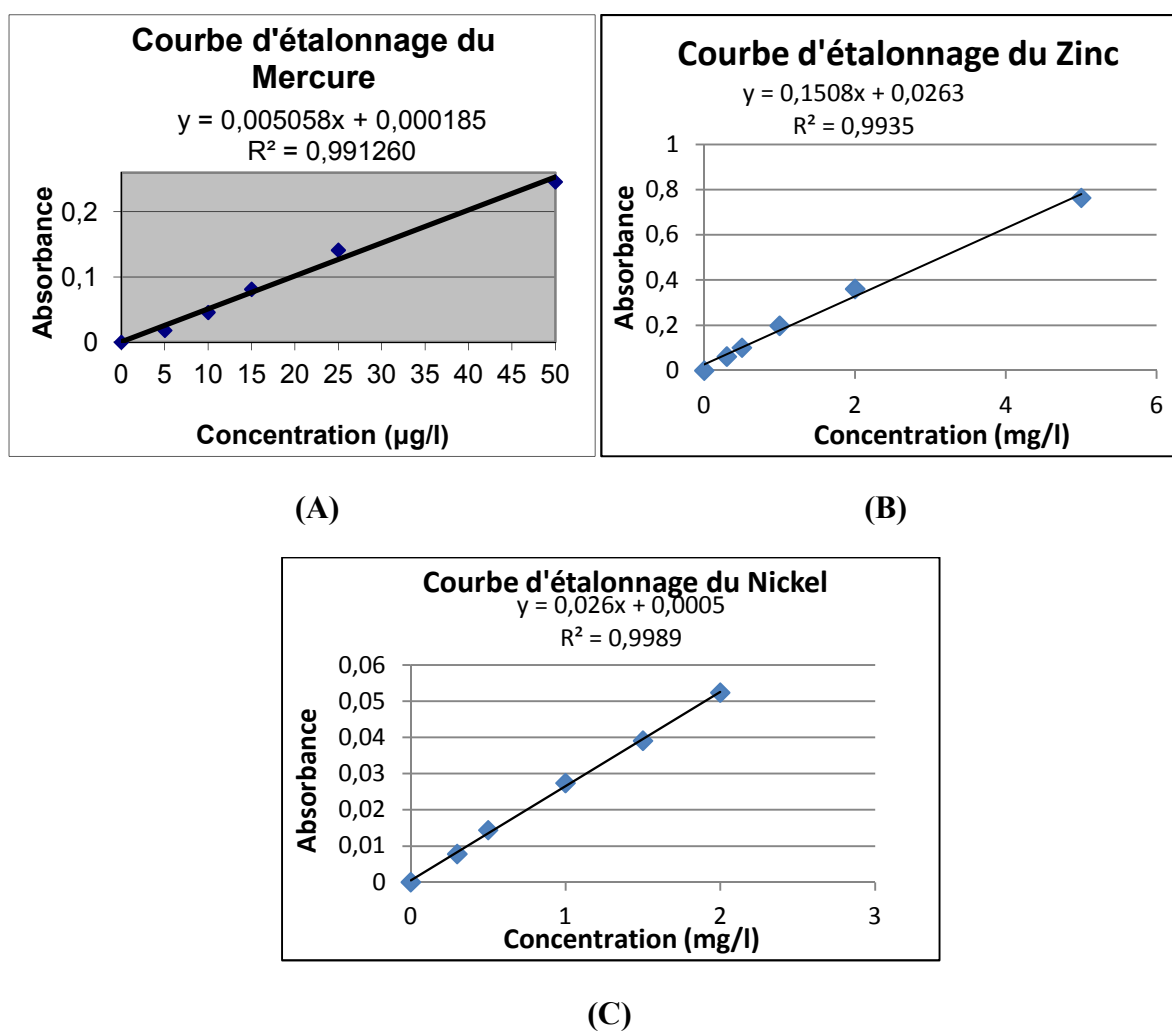 Courbe d'étalonnage du
Mercure
y = 0,005058x + 0,000185
R² = 0,991260
Absorbance
0,2
0,1
0
0 5 10 15 20 25 30 35 40 45 50
Concentration (µg/l)
(A)
Courbe d'étalonnage du Zinc
y = 0,1508x + 0,0263
R² = 0,9935
Absorbance
1
0,8
0,6
0,4
0,2
0
0 2 4 6
Concentration (mg/l)
(B)
Courbe d'étalonnage du Nickel
y = 0,026x + 0,0005
R² = 0,9989
Absorbance
0,06
0,05
0,04
0,03
0,02
0,01
0
0 1 2 3
Concentration (mg/l)
(C)